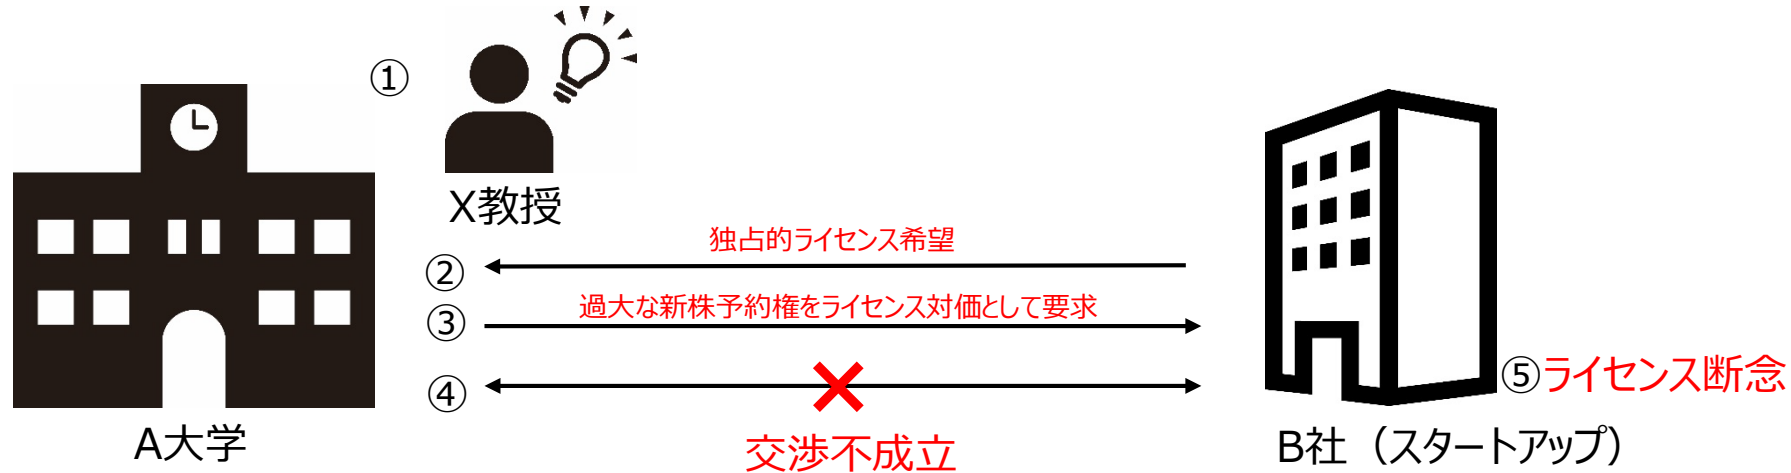 ①
X教授
② 独占的ライセンス希望
③ 過大な新株予約権をライセンス対価として要求
④
交渉不成立
⑤ライセンス断念
A大学
B社（スタートアップ）